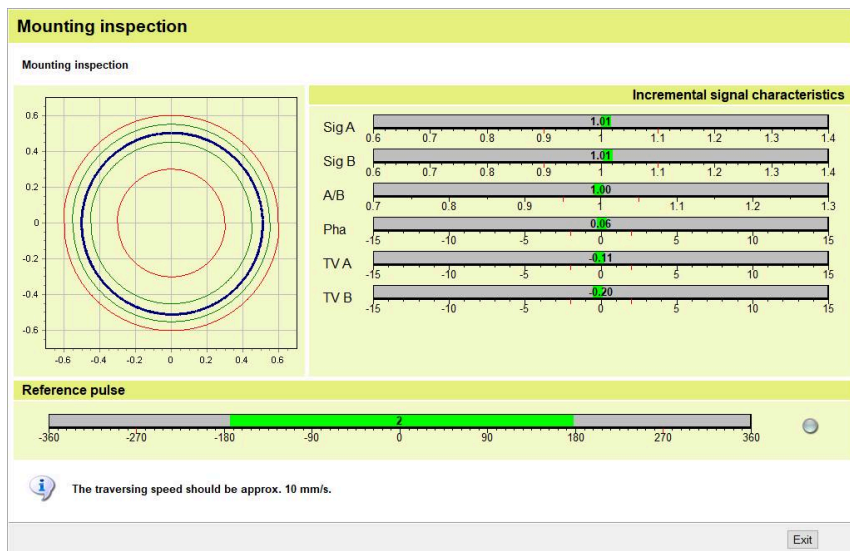 Mounting inspection
Mounting inspection
0.6
0.4
0.2
0
-0.2
-0.4
-0.6
-0.6 -0.4 -0.2 0 0.2 0.4 0.6
Incremental signal characteristics
Sig A 1.01
0.6 0.7 0.8 0.9 1 1.1 1.2 1.3 1.4
Sig B 1.01
0.6 0.7 0.8 0.9 1 1.1 1.2 1.3 1.4
A/B 1.00
0.7 0.8 0.9 1 1.1 1.2 1.3
Pha 0.06
-15 -10 -5 0 5 10 15
TV A -0.11
-15 -10 -5 0 5 10 15
TV B -0.20
-15 -10 -5 0 5 10 15
Reference pulse
2
-360 -270 -180 -90 0 90 180 270 360
The traversing speed should be approx. 10 mm/s.
Exit